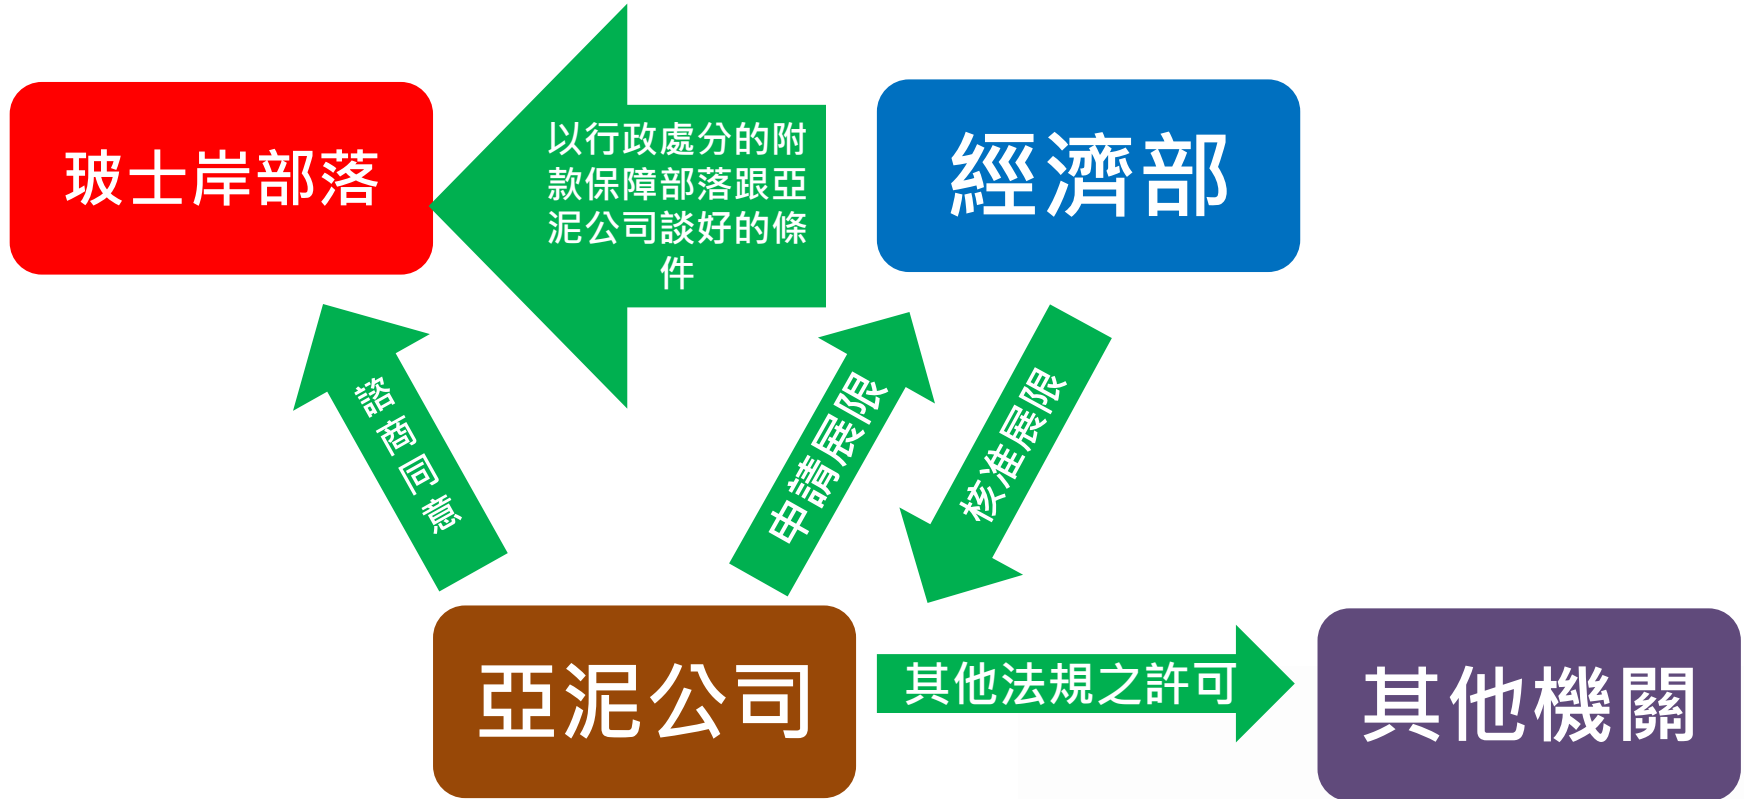 玻士岸部落
以行政處分的附
款保障部落跟亞
泥公司談好的條
件
經濟部
諮商同意
申請展限
核准展限
亞泥公司
其他法規之許可
其他機關